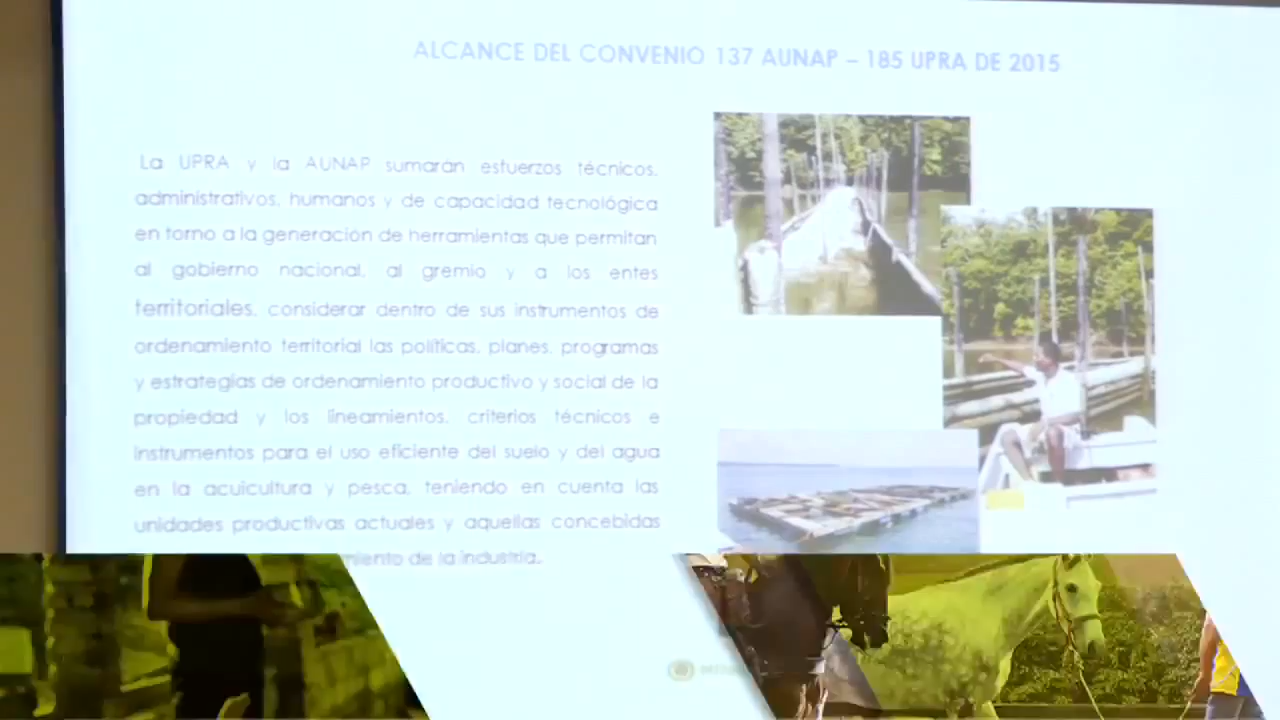 ALCANCE DEL CONVENIO 137 AUNAP – 185 UPRA DE 2015
La UPRA y la AUNAP sumarán esfuerzos técnicos,
administrativos, humanos y de capacidad tecnológica
en torno a la generación de herramientas que permitan
al gobierno nacional, al gremio y a los entes
territoriales, considerar dentro de sus instrumentos de
ordenamiento territorial las políticas, planes, programas
y estrategias de ordenamiento productivo y social de la
propiedad y los lineamientos, criterios técnicos e
instrumentos para el uso eficiente del suelo y del agua
en la acuicultura y pesca, teniendo en cuenta las
unidades productivas actuales y aquellas concebidas
de la industria.